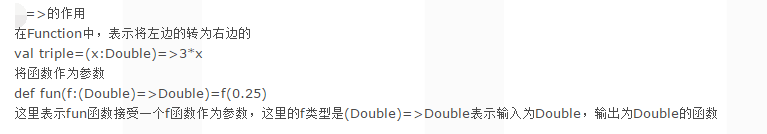 =>的作用
在Function中，表示将左边的转为右边的
val triple=(x:Double)=>3*x
将函数作为参数
def fun(f:(Double)=>Double)=f(0.25)
这里表示fun函数接受一个f函数作为参数，这里的f类型是(Double)=>Double表示输入为Double，输出为Double的函数